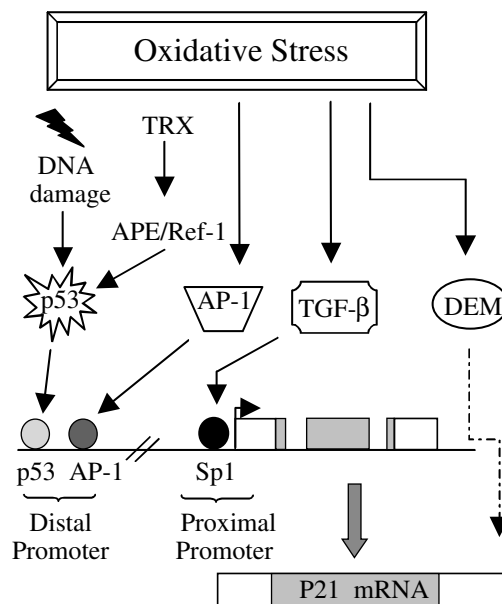 Oxidative Stress
TRX
DNA
damage
APE/Ref-1
p53
AP-1
TGF-β
DEM
p53 AP-1
Sp1
Distal
Promoter
Proximal
Promoter
P21 mRNA